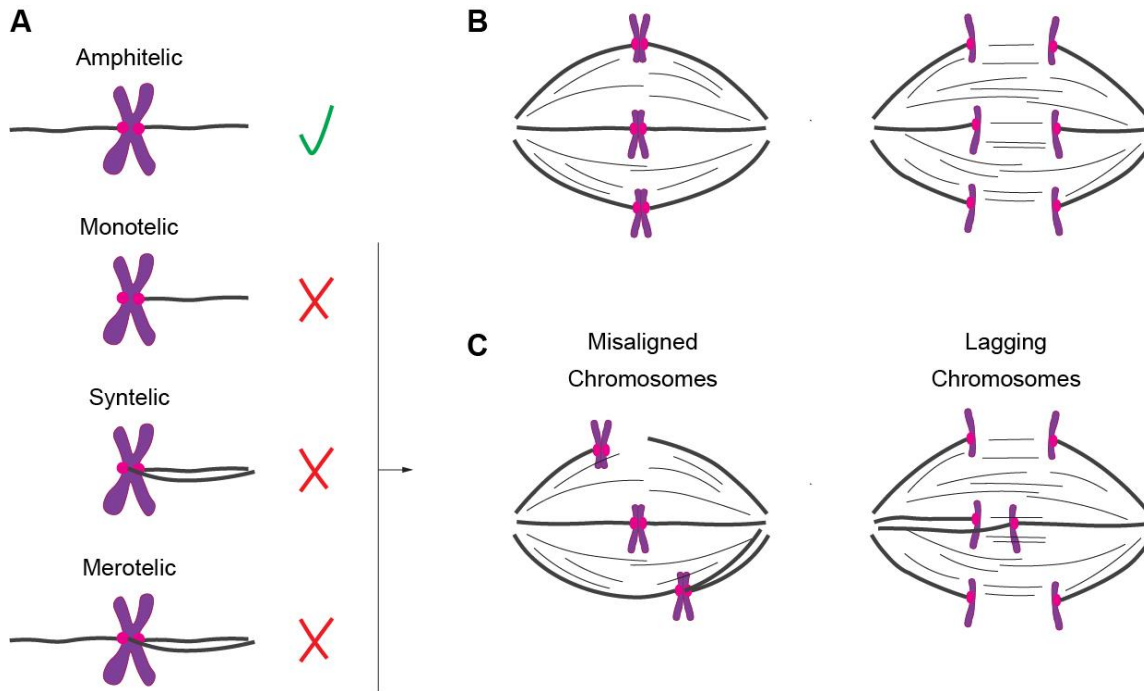 A
Amphitelic
Monotelic
Syntelic
Merotelic
B
C
Misaligned
Chromosomes
Lagging
Chromosomes